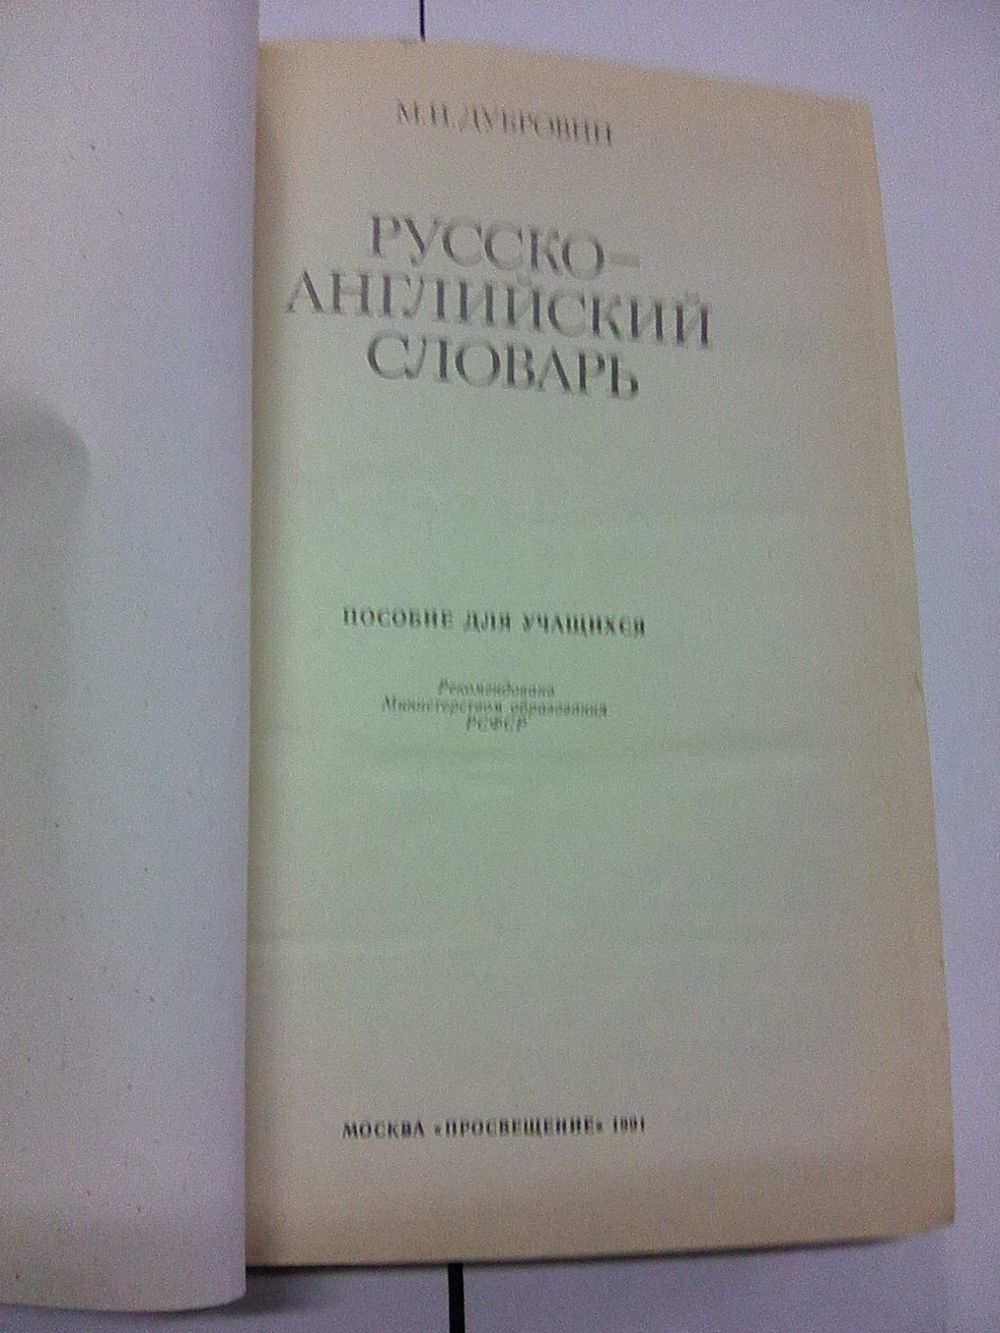 М. И. ДУБРОВИН
РУССКО–
АНГЛИЙСКИЙ
СЛОВАРЬ
ПОСОБИЕ ДЛЯ УЧАЩИХСЯ
Рекомендовано
Министерством образования
РСФСР
МОСКВА «ПРОСВЕЩЕНИЕ» 1991